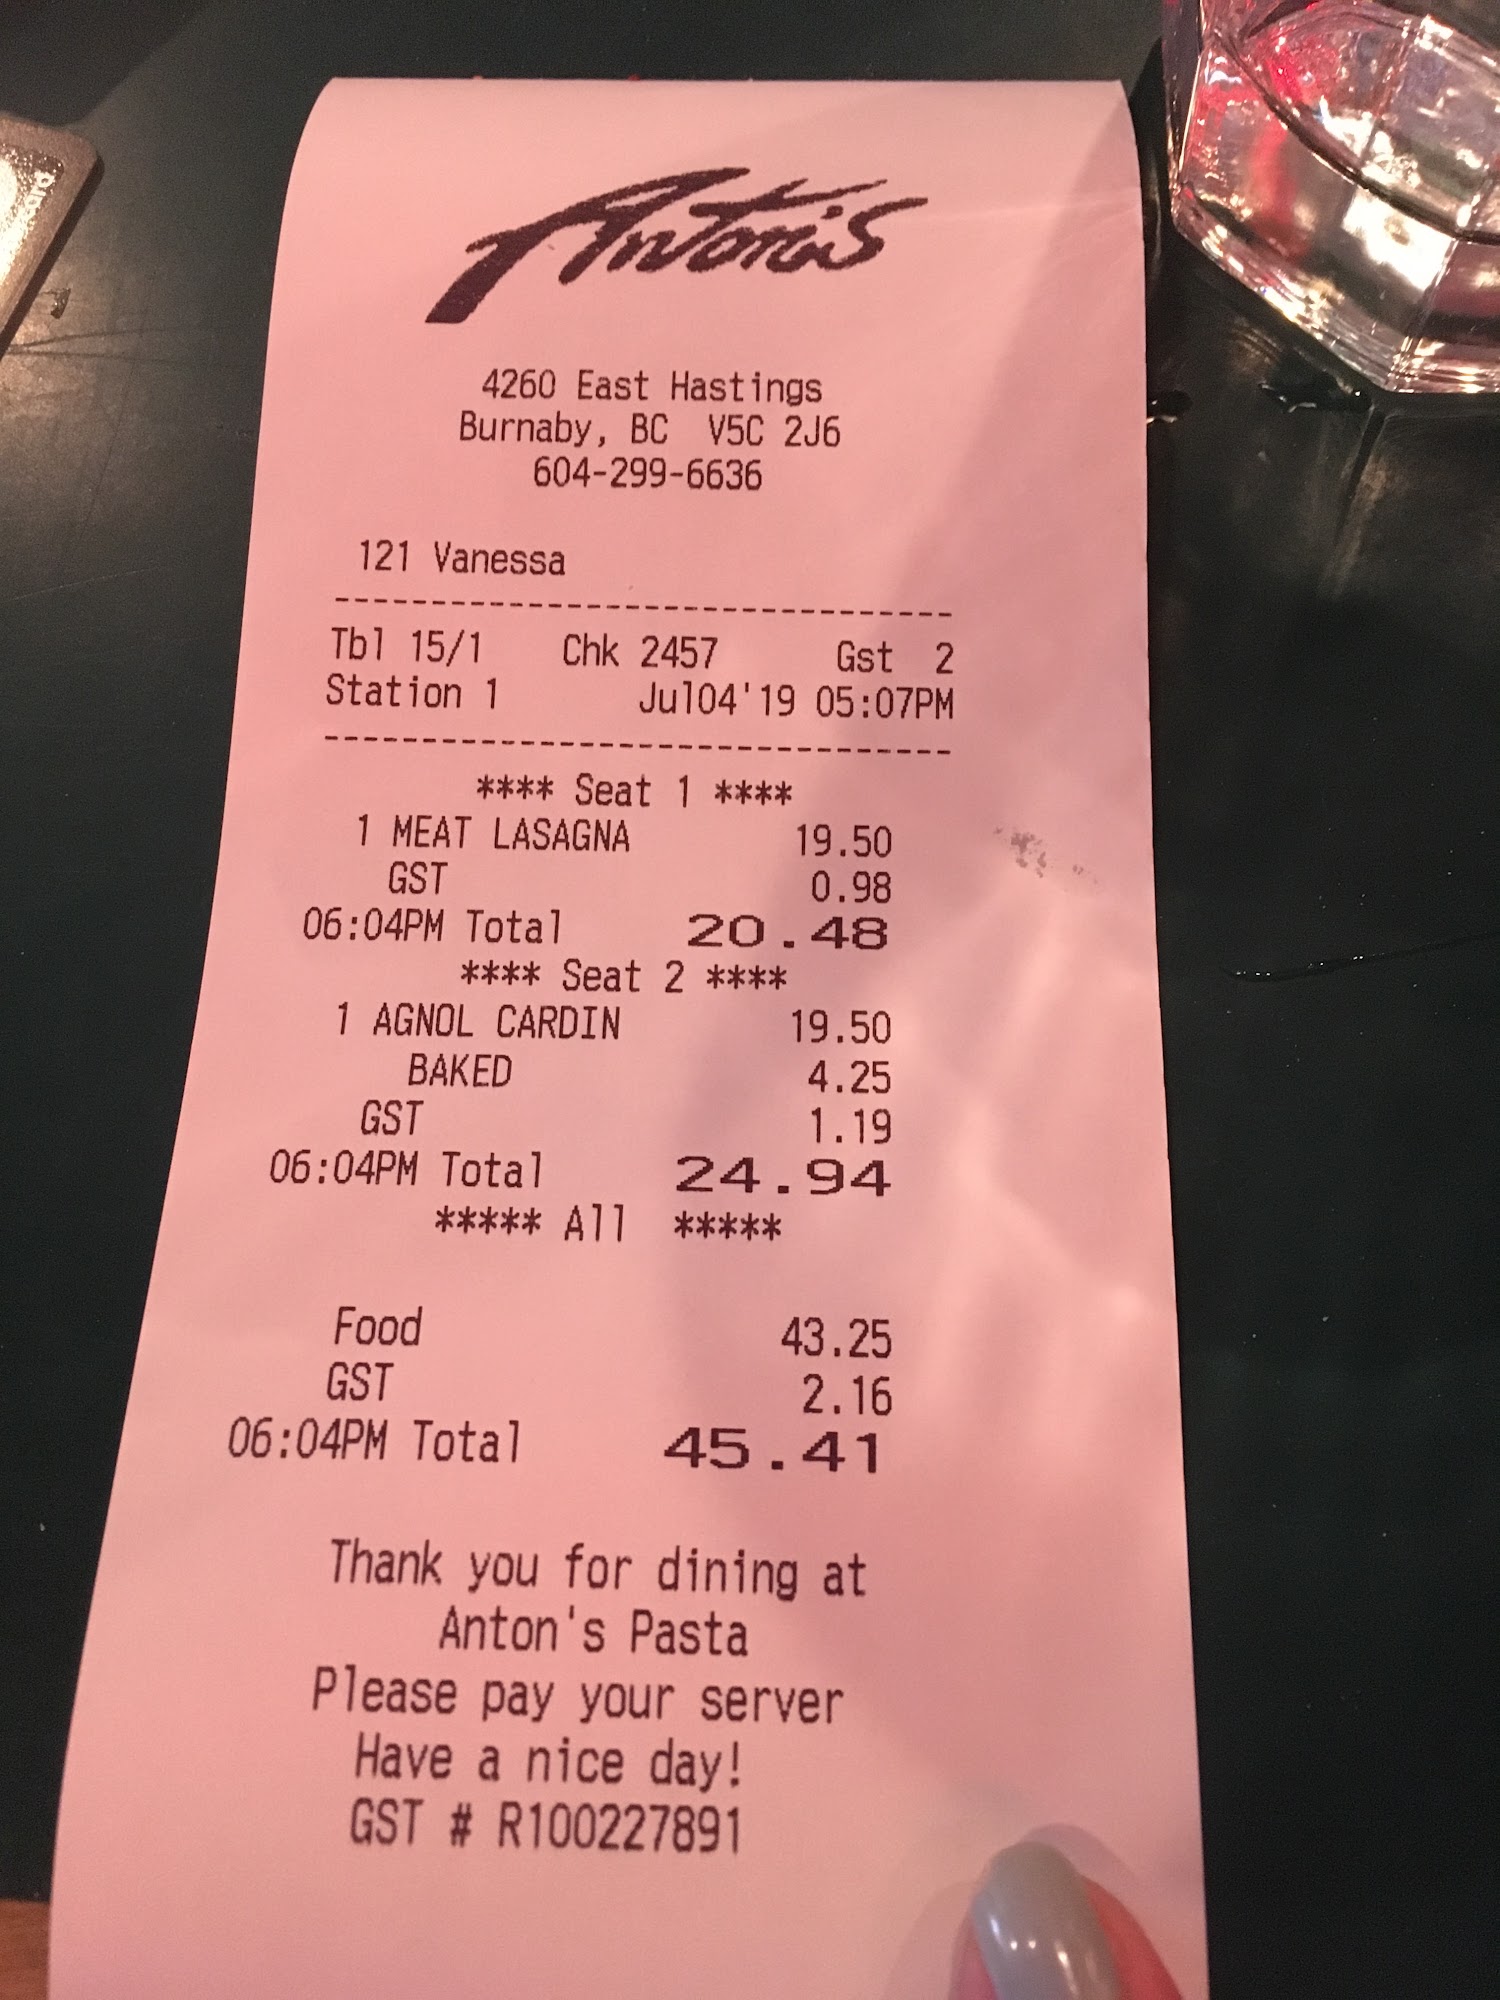 Anton's
4260 East Hastings
Burnaby, BC V5C 2J6
604-299-6636
121 Vanessa
--------------------------------
Tbl 15/1 Chk 2457 Gst 2
Station 1 Jul04'19 05:07PM
--------------------------------
**** Seat 1 ****
1 MEAT LASAGNA 19.50
GST 0.98
06:04PM Total 20.48
**** Seat 2 ****
1 AGNOL CARDIN 19.50
BAKED 4.25
GST 1.19
06:04PM Total 24.94
***** All *****
Food 43.25
GST 2.16
06:04PM Total 45.41
Thank you for dining at
Anton's Pasta
Please pay your server
Have a nice day!
GST # R100227891